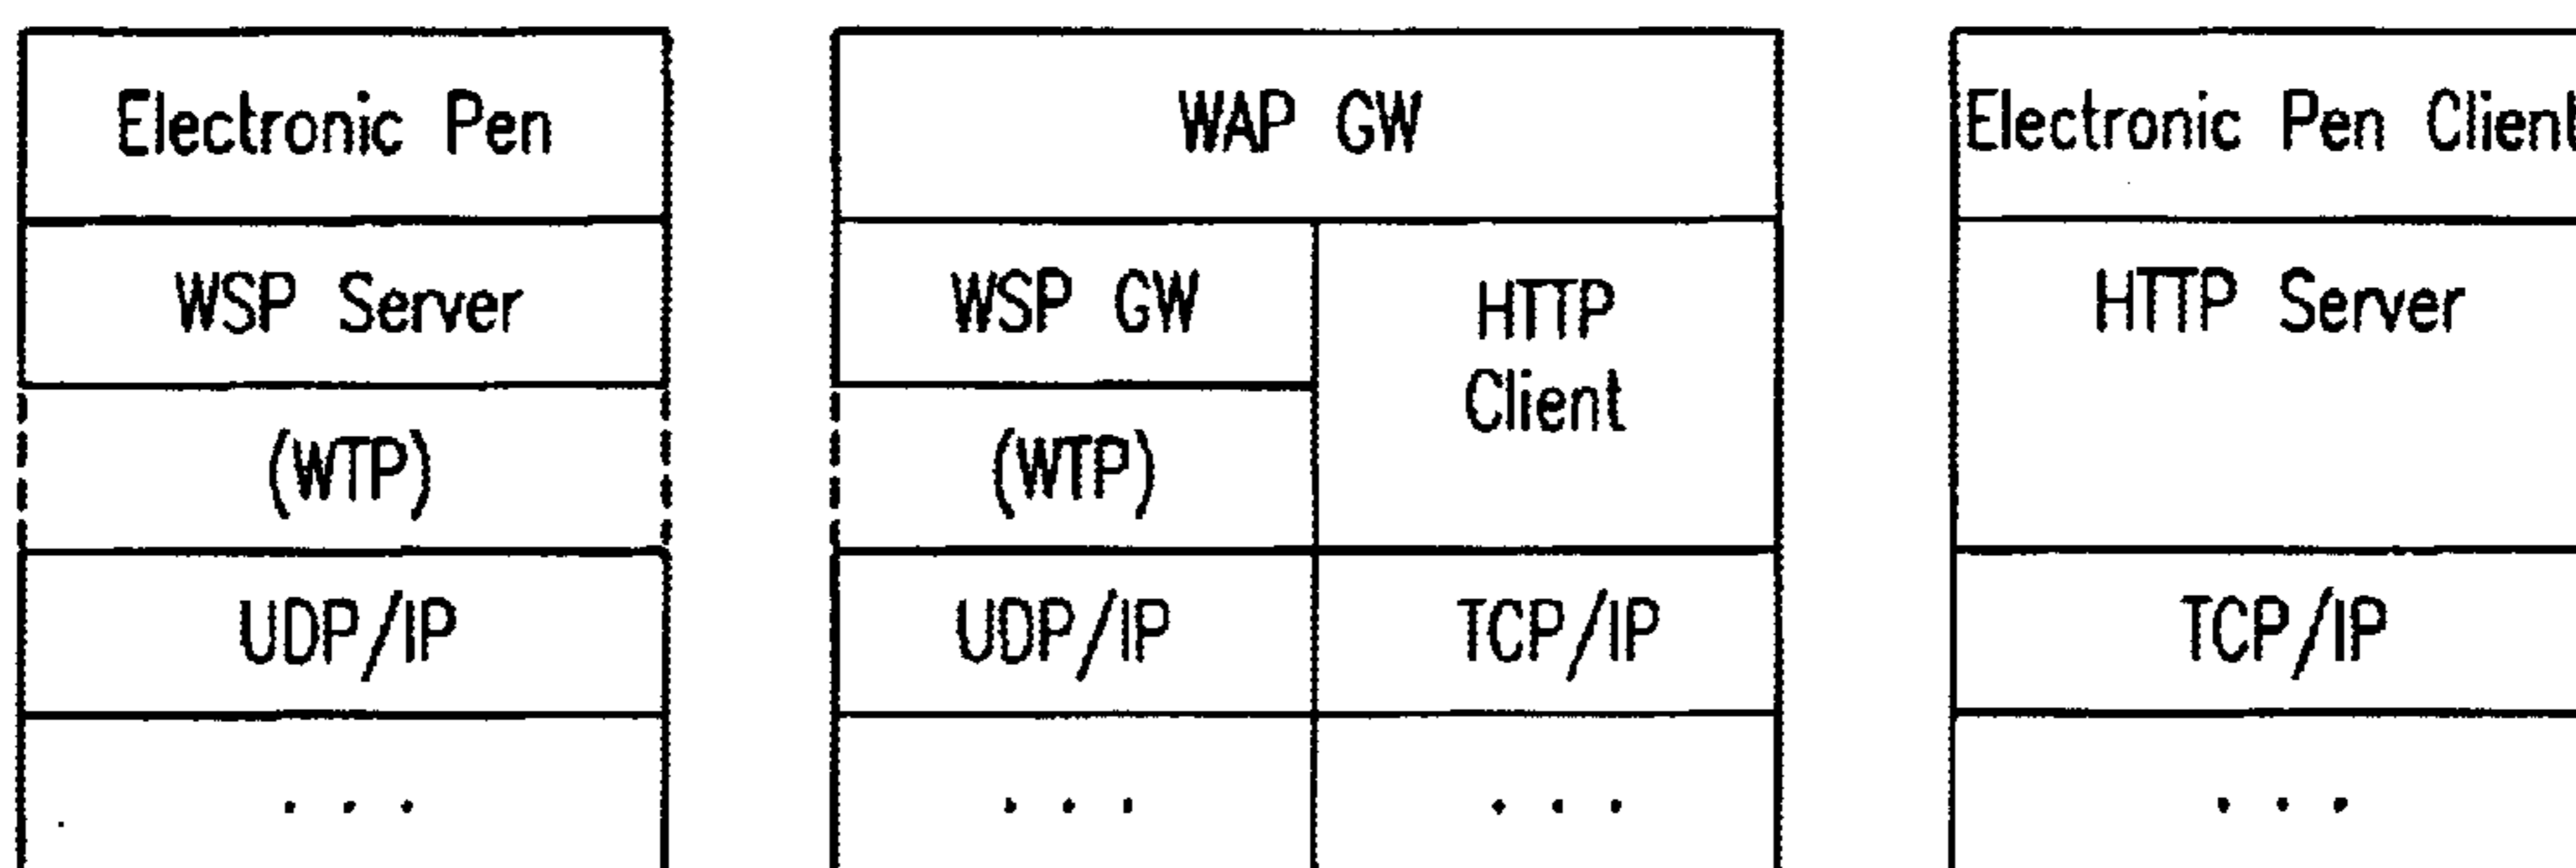 Electronic Pen
WSP Server
(WTP)
UDP/IP
. . .
WAP GW
WSP GW
(WTP)
UDP/IP
. . .
HTTP
Client
TCP/IP
. . .
Electronic Pen Client
HTTP Server
TCP/IP
. . .